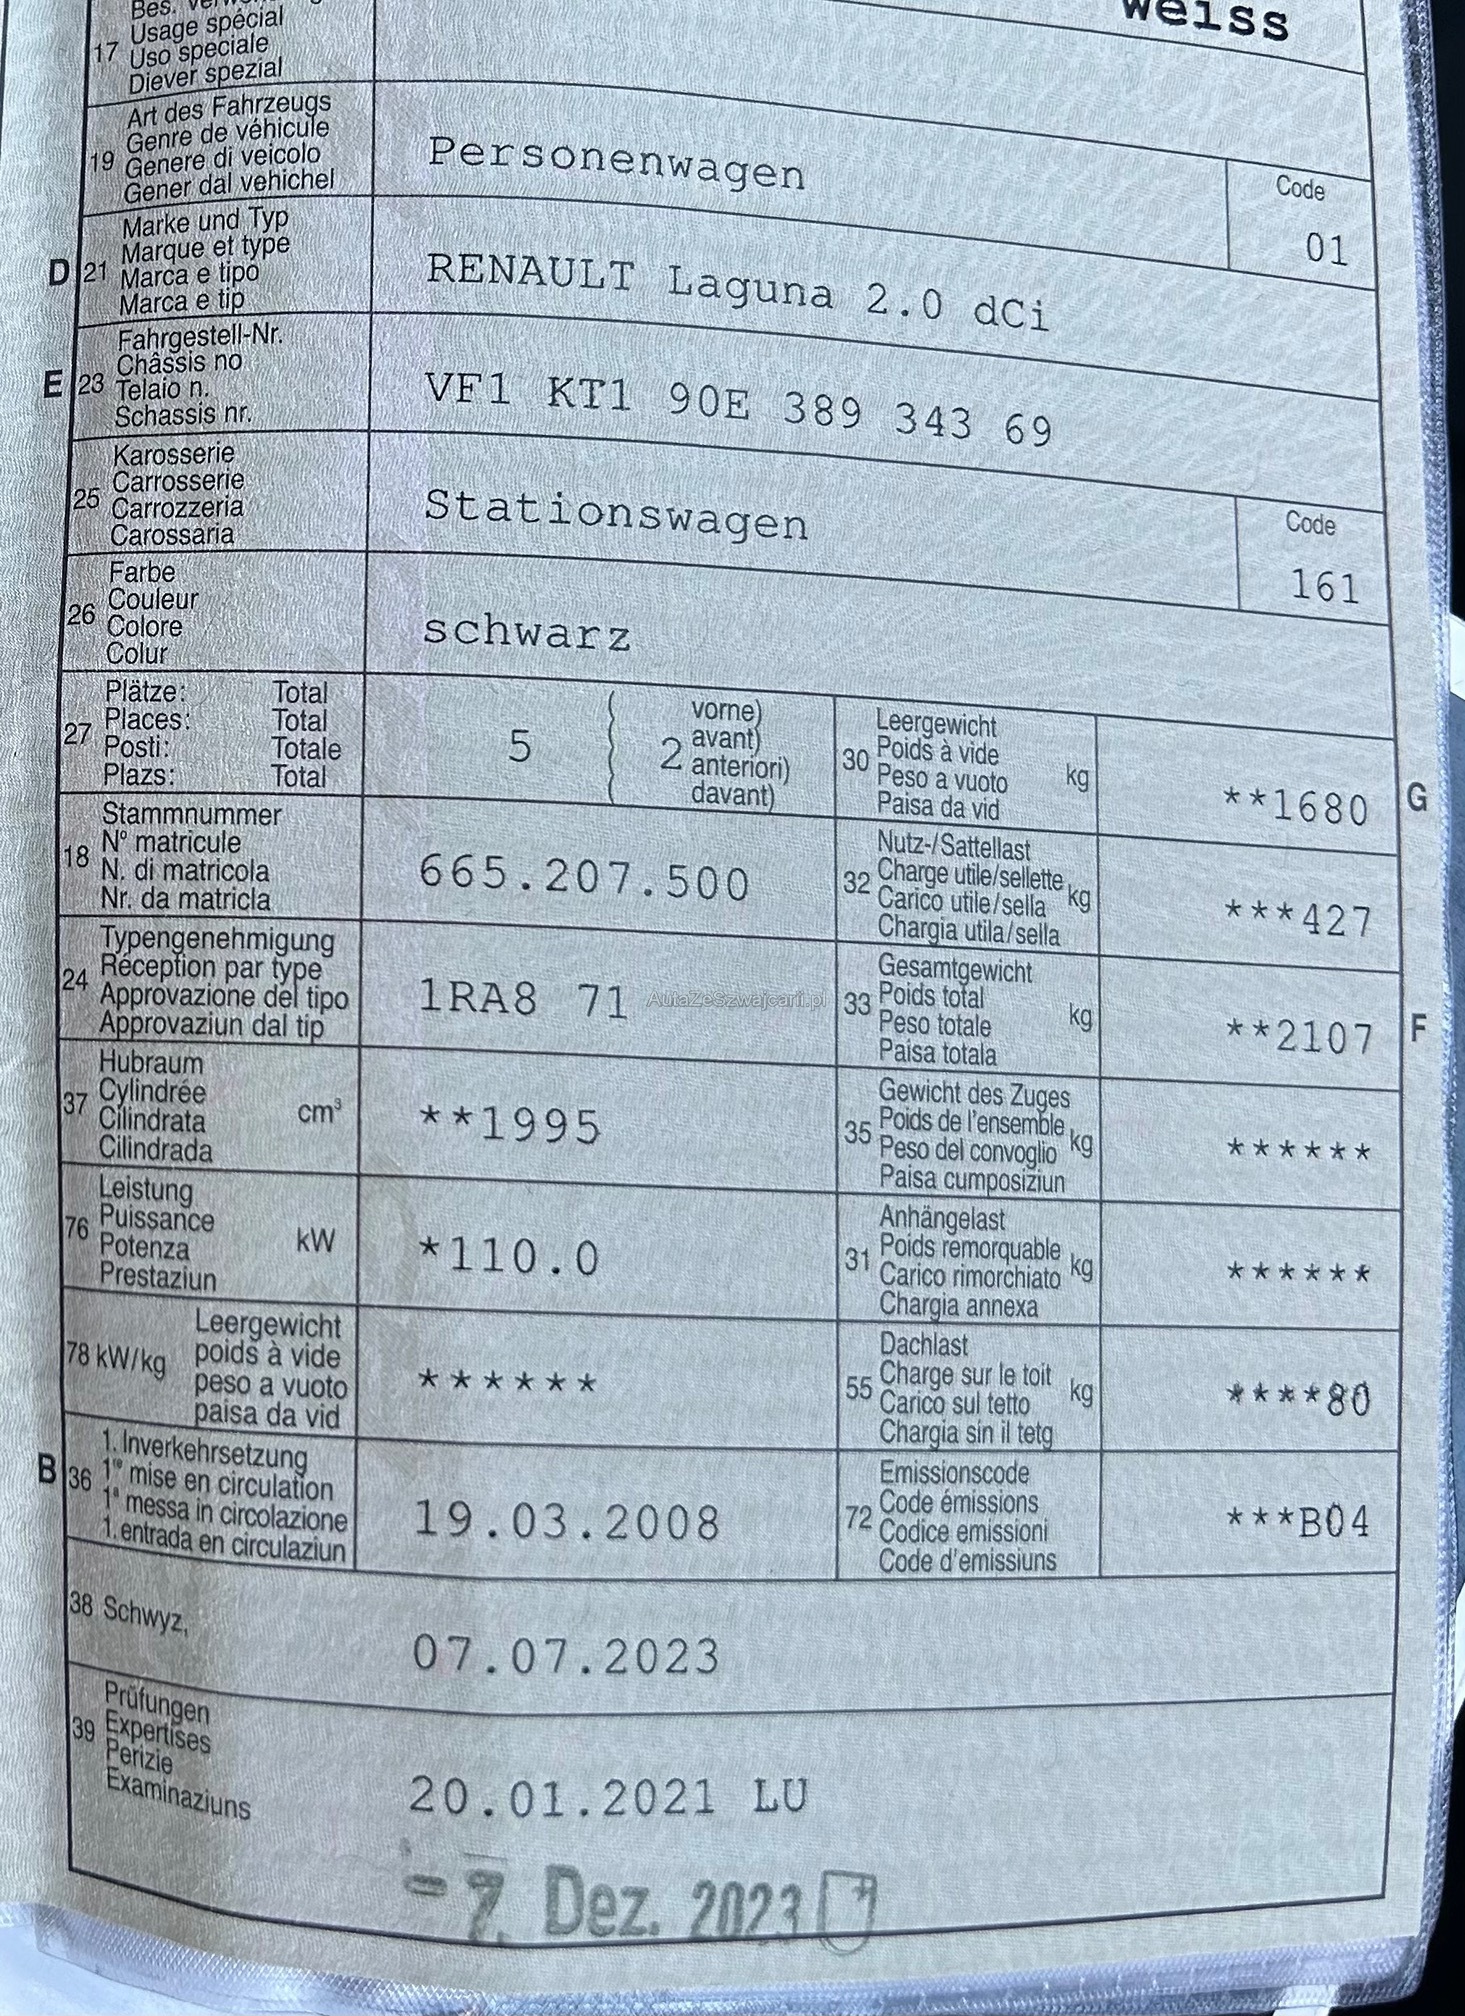 weiss
Usage spécial
17 Uso speciale
Diever spezial
Art des Fahrzeugs
Genre de véhicule
19 Genere di veicolo
Gener dal vehichel
Personenwagen
Code
01
Marke und Typ
Marque et type
D 21 Marca e tipo
Marca e tip
RENAULT Laguna 2.0 dCi
Fahrgestell-Nr.
Châssis no
E 23 Telaio n.
Schassis nr.
VF1 KT1 90E 389 343 69
Karosserie
25 Carrosserie
Carrozzeria
Carossaria
Stationswagen
Code
161
Farbe
26 Couleur
Colore
Colur
schwarz
Plätze: Total
27 Places: Total
Posti: Totale
Plazs: Total
5
2
vorne)
avant)
anteriori)
davant)
Leergewicht
30 Poids à vide
Peso a vuoto kg
Paisa da vid
**1680 G
Stammnummer
18 Nº matricule
N. di matricola
Nr. da matricla
665.207.500
Nutz-/Sattellast
32 Charge utile/sellette kg
Carico utile/sella
Chargia utila/sella
***427
Typengenehmigung
24 Réception par type
Approvazione del tipo
Approvaziun dal tip
1RA8 71
AutaZeSzwajcarii.pl
Gesamtgewicht
33 Poids total
Peso totale kg
Paisa totala
**2107 F
Hubraum
37 Cylindrée
Cilindrata cm³
Cilindrada
**1995
Gewicht des Zuges
35 Poids de l'ensemble kg
Peso del convoglio
Paisa cumposiziun
******
Leistung
76 Puissance
Potenza kW
Prestaziun
*110.0
Anhängelast
31 Poids remorquable kg
Carico rimorchiato
Chargia annexa
******
Leergewicht
78 kW/kg poids à vide
peso a vuoto
paisa da vid
******
Dachlast
55 Charge sur le toit kg
Carico sul tetto
Chargia sin il tetg
****80
1. Inverkehrsetzung
B 36 1re mise en circulation
1a messa in circolazione
1. entrada en circulaziun
19.03.2008
Emissionscode
72 Code émissions
Codice emissioni
Code d'emissiuns
***B04
38 Schwyz,
07.07.2023
Prüfungen
39 Expertises
Perizie
Examinaziuns
20.01.2021 LU
- 7. Dez. 2023